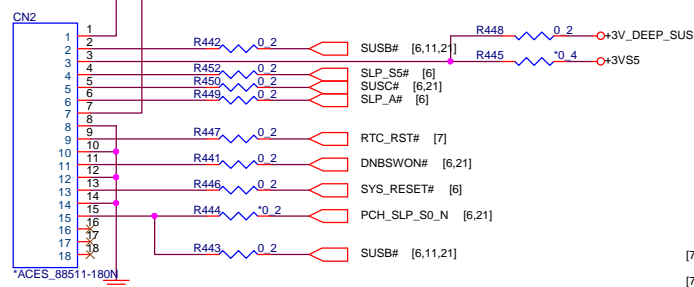 CN2
R448 0_2 +3V_DEEP_SUS
1 1
2 2 R442 0_2 SUSB# [6,11,21]
3 3 R445 *0_4 +3VS5
4 4 R452 0_2 SLP_S5# [6]
5 5 R450 0_2 SUSC# [6,21]
6 6 R449 0_2 SLP_A# [6]
7 7
8 8
9 9 R447 0_2 RTC_RST# [7]
10 10
11 11 R441 0_2 DNBSWON# [6,21]
12 12
13 13 R446 0_2 SYS_RESET# [6]
14 14
15 15 R444 *0_2 PCH_SLP_S0_N [6,21]
16 16
17 17
18 18 R443 0_2 SUSB# [6,11,21]
[7
*ACES_88511-180N
[7